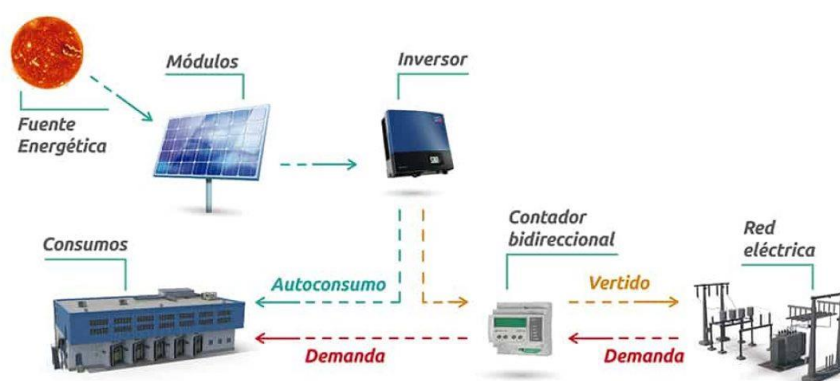 Módulos
Inversor
Fuente
Energética
Contador
bidireccional
Red
eléctrica
Consumos
Autoconsumo
Vertido
Demanda
Demanda